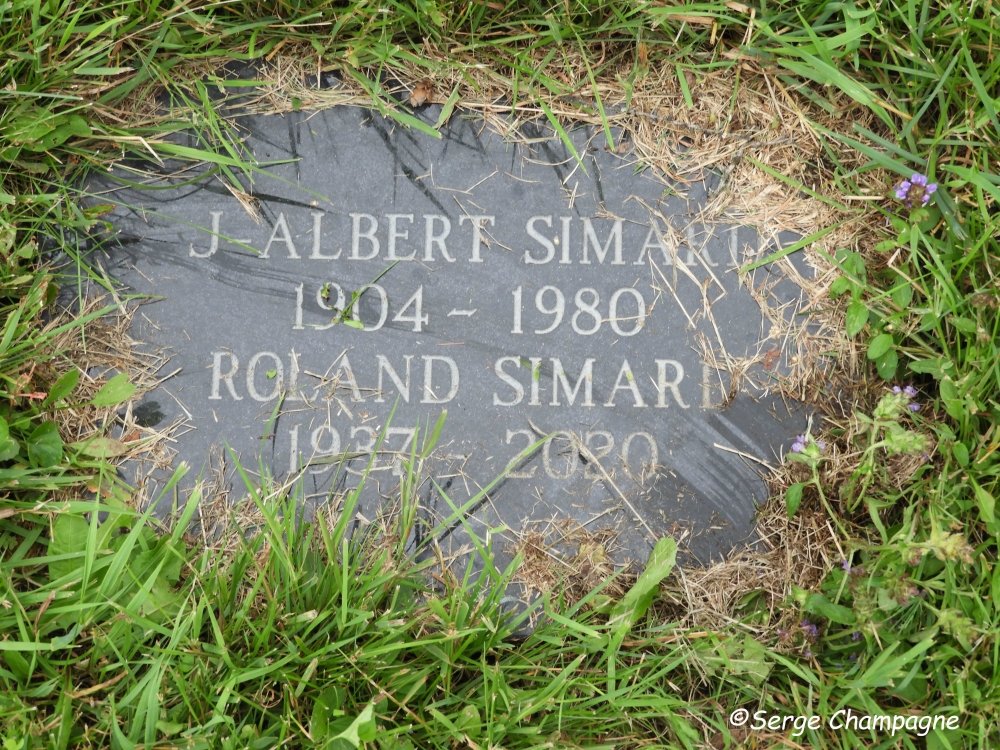 J-ALBERT SIMARD
1904 - 1980
ROLAND SIMARD
1937 - 2020
©Serge Champagne